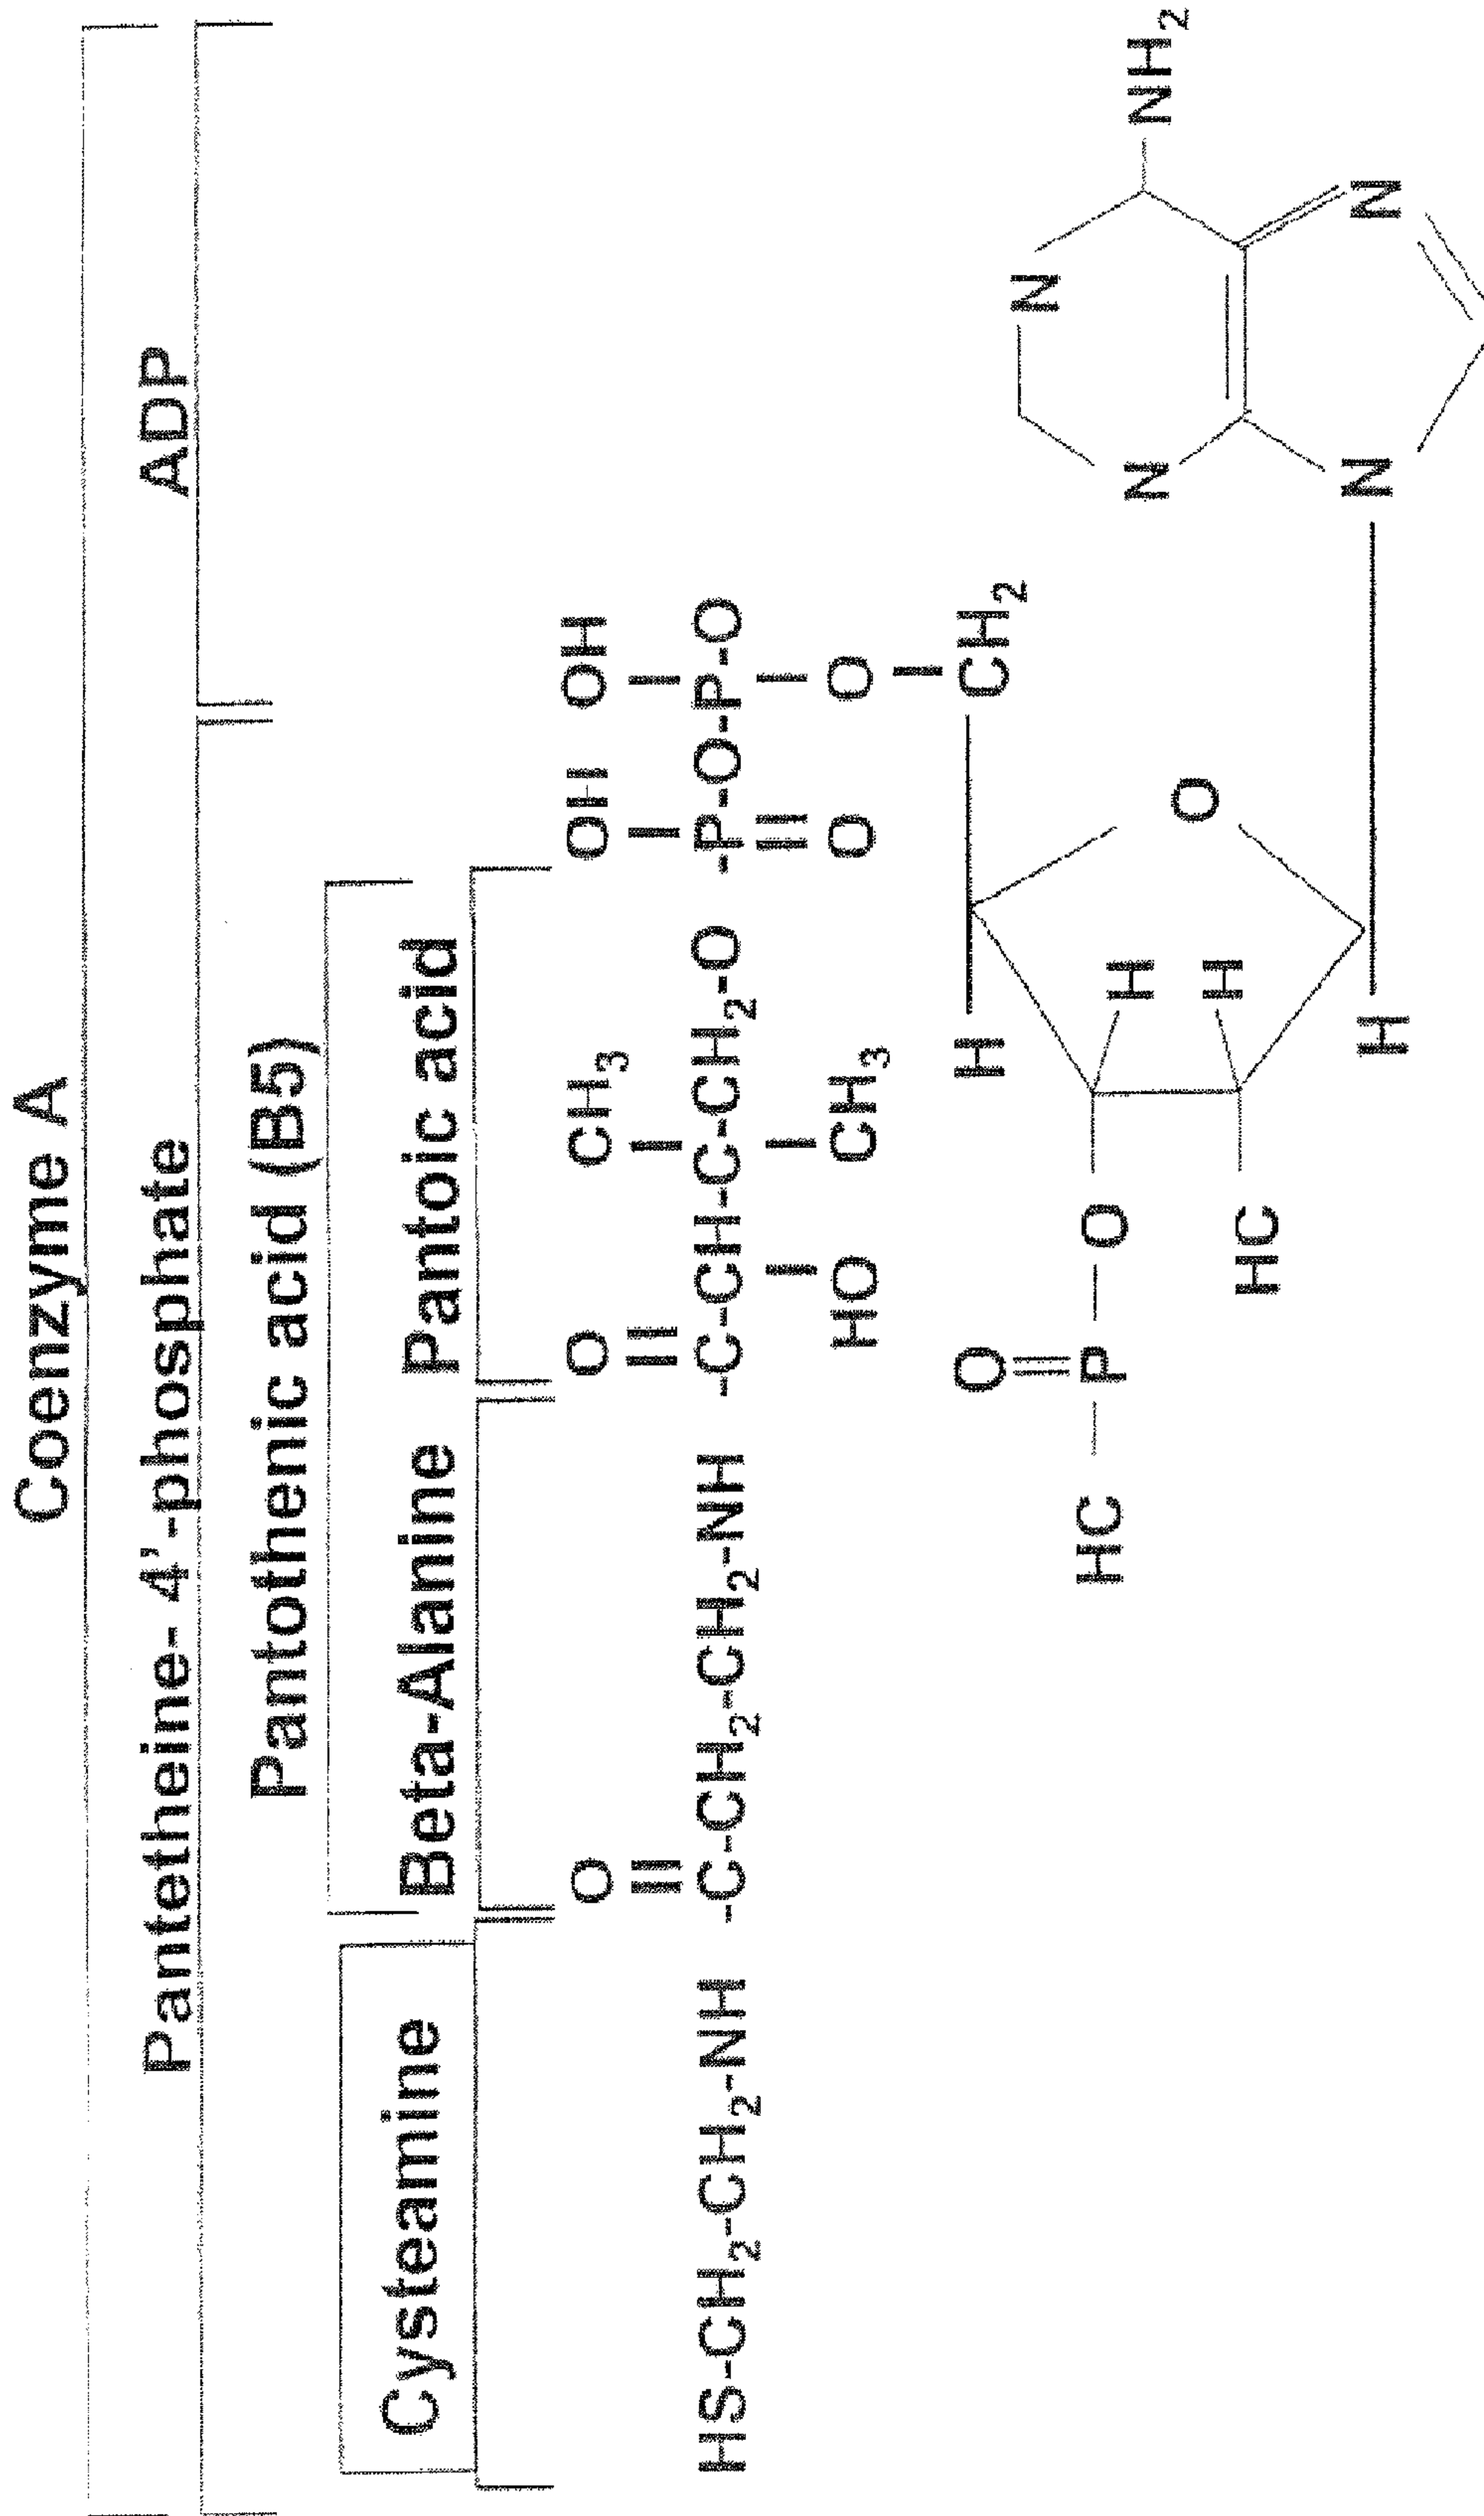 Coenzyme A
Pantetheine- 4'-phosphate
ADP
Pantothenic acid (B5)
Cysteamine
Beta-Alanine
Pantoic acid
O
O
CH3
OH
OH
HS-CH2-CH2-NH
-C-CH2-CH2-NH
-C-CH-C-CH2-O
-P-O-P-O
HO
CH3
O
O
O
H
CH2
N
NH2
HC
P
O
H
N
HC
H
O
H
N
N